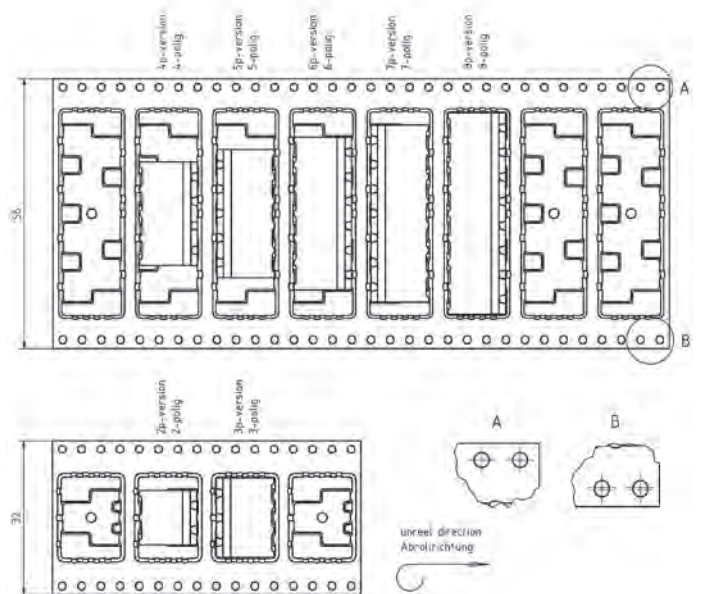 4p-version
4-polig
5p-version
5-polig
6p-version
6-polig
7p-version
7-polig
8p-version
8-polig
A
56
B
2p-version
2-polig
3p-version
3-polig
A
B
32
unreel direction
Abrollrichtung